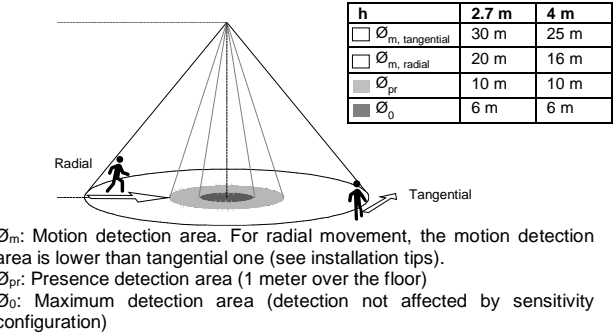 h 2.7 m 4 m
Øm, tangential 30 m 25 m
Øm, radial 20 m 16 m
Øpr 10 m 10 m
Ø0 6 m 6 m
Radial
Tangential
Øm: Motion detection area. For radial movement, the motion detection
area is lower than tangential one (see installation tips).
Øpr: Presence detection area (1 meter over the floor)
Ø0: Maximum detection area (detection not affected by sensitivity
configuration)